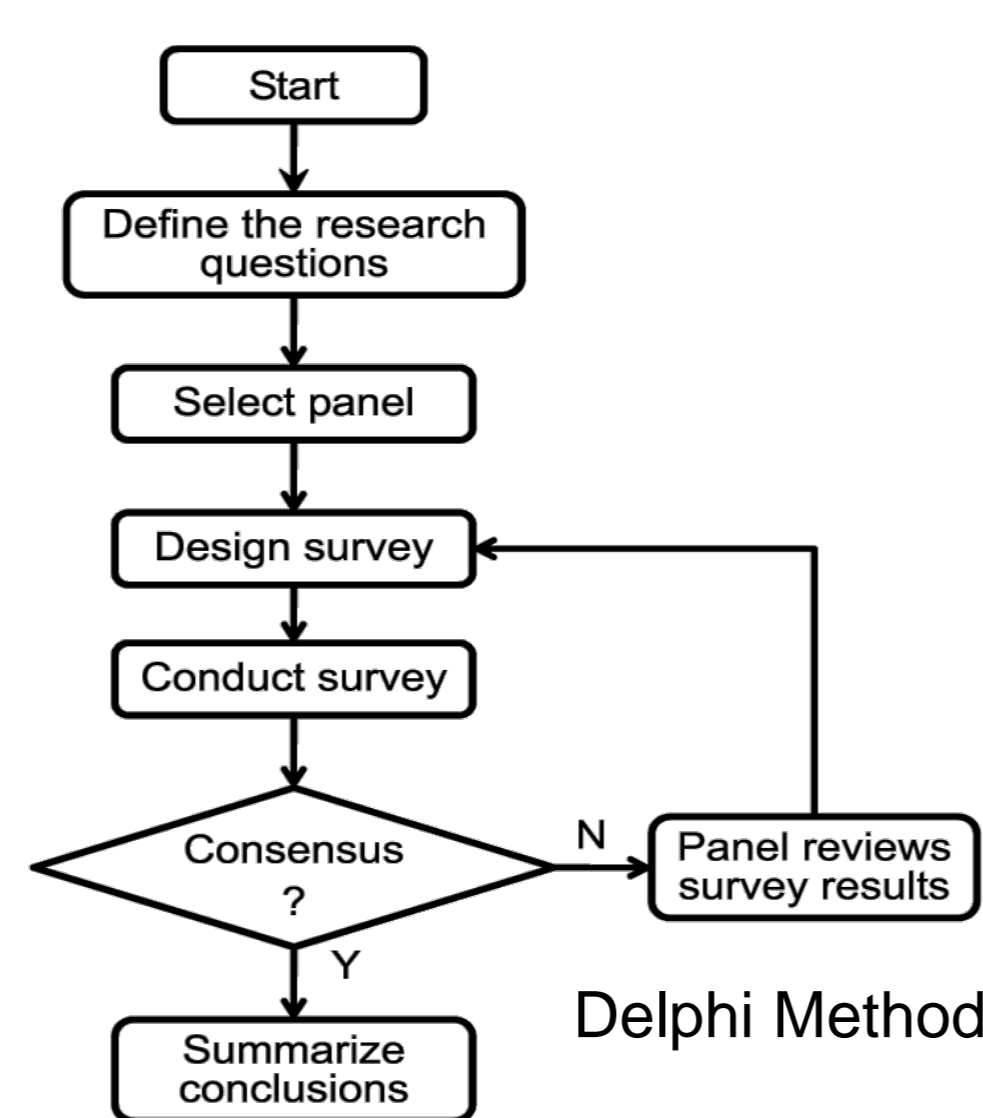 Start
Define the research
questions
Select panel
Design survey
Conduct survey
Consensus
?
N
Panel reviews
survey results
Y
Summarize
conclusions
Delphi Method